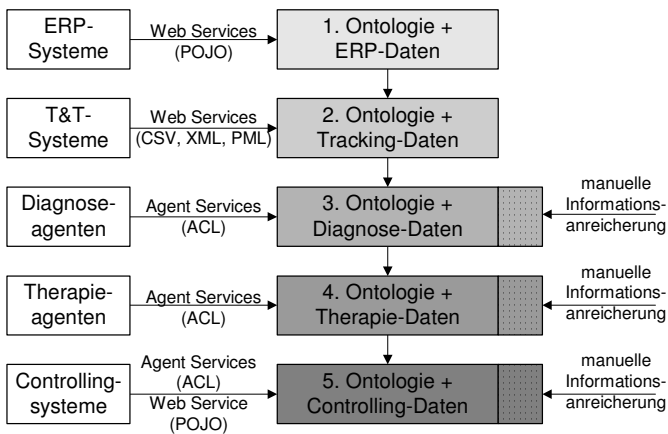 ERP-
Systeme
Web Services
(POJO)
1. Ontologie +
ERP-Daten
T&T-
Systeme
Web Services
(CSV, XML, PML)
2. Ontologie +
Tracking-Daten
Diagnose-
agenten
Agent Services
(ACL)
3. Ontologie +
Diagnose-Daten
manuelle
Informations-
anreicherung
Therapie-
agenten
Agent Services
(ACL)
4. Ontologie +
Therapie-Daten
manuelle
Informations-
anreicherung
Controlling-
systeme
Agent Services
(ACL)
Web Service
(POJO)
5. Ontologie +
Controlling-Daten
manuelle
Informations-
anreicherung